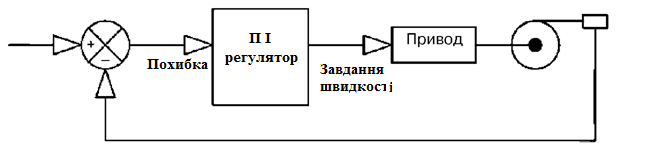 +
−
Похибка
П І
регулятор
Завдання
швидкості
Привод